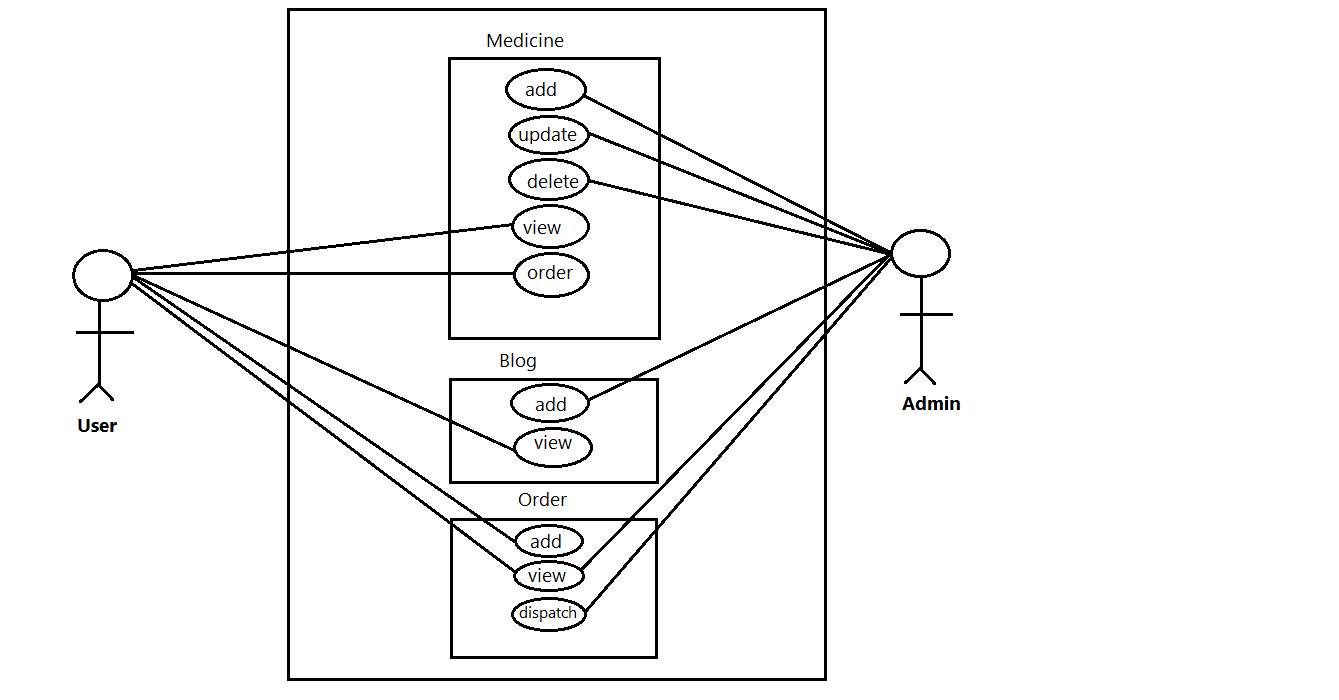 Medicine
add
update
delete
view
order
Blog
add
view
Order
add
view
dispatch
User
Admin